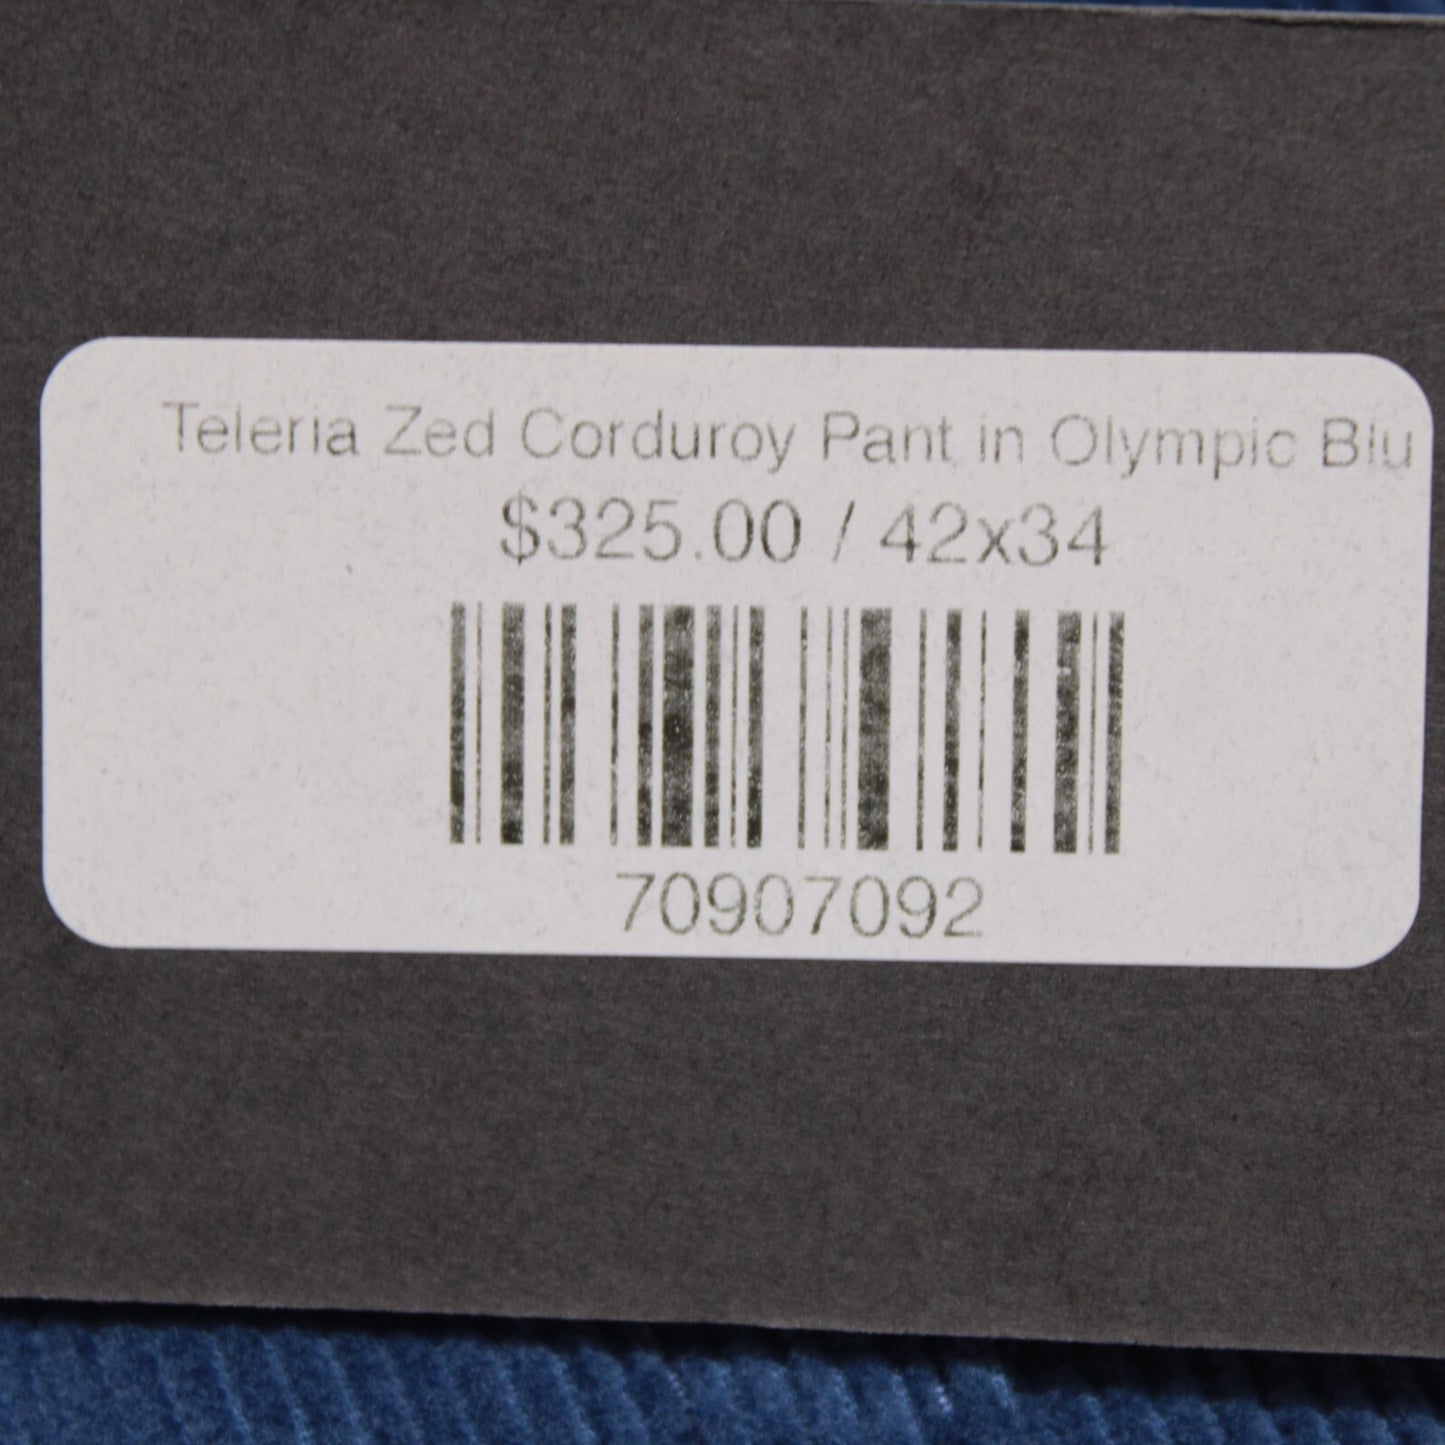 Teleria Zed Corduroy Pant in Olympic Blu
$325.00 / 42x34
70907092